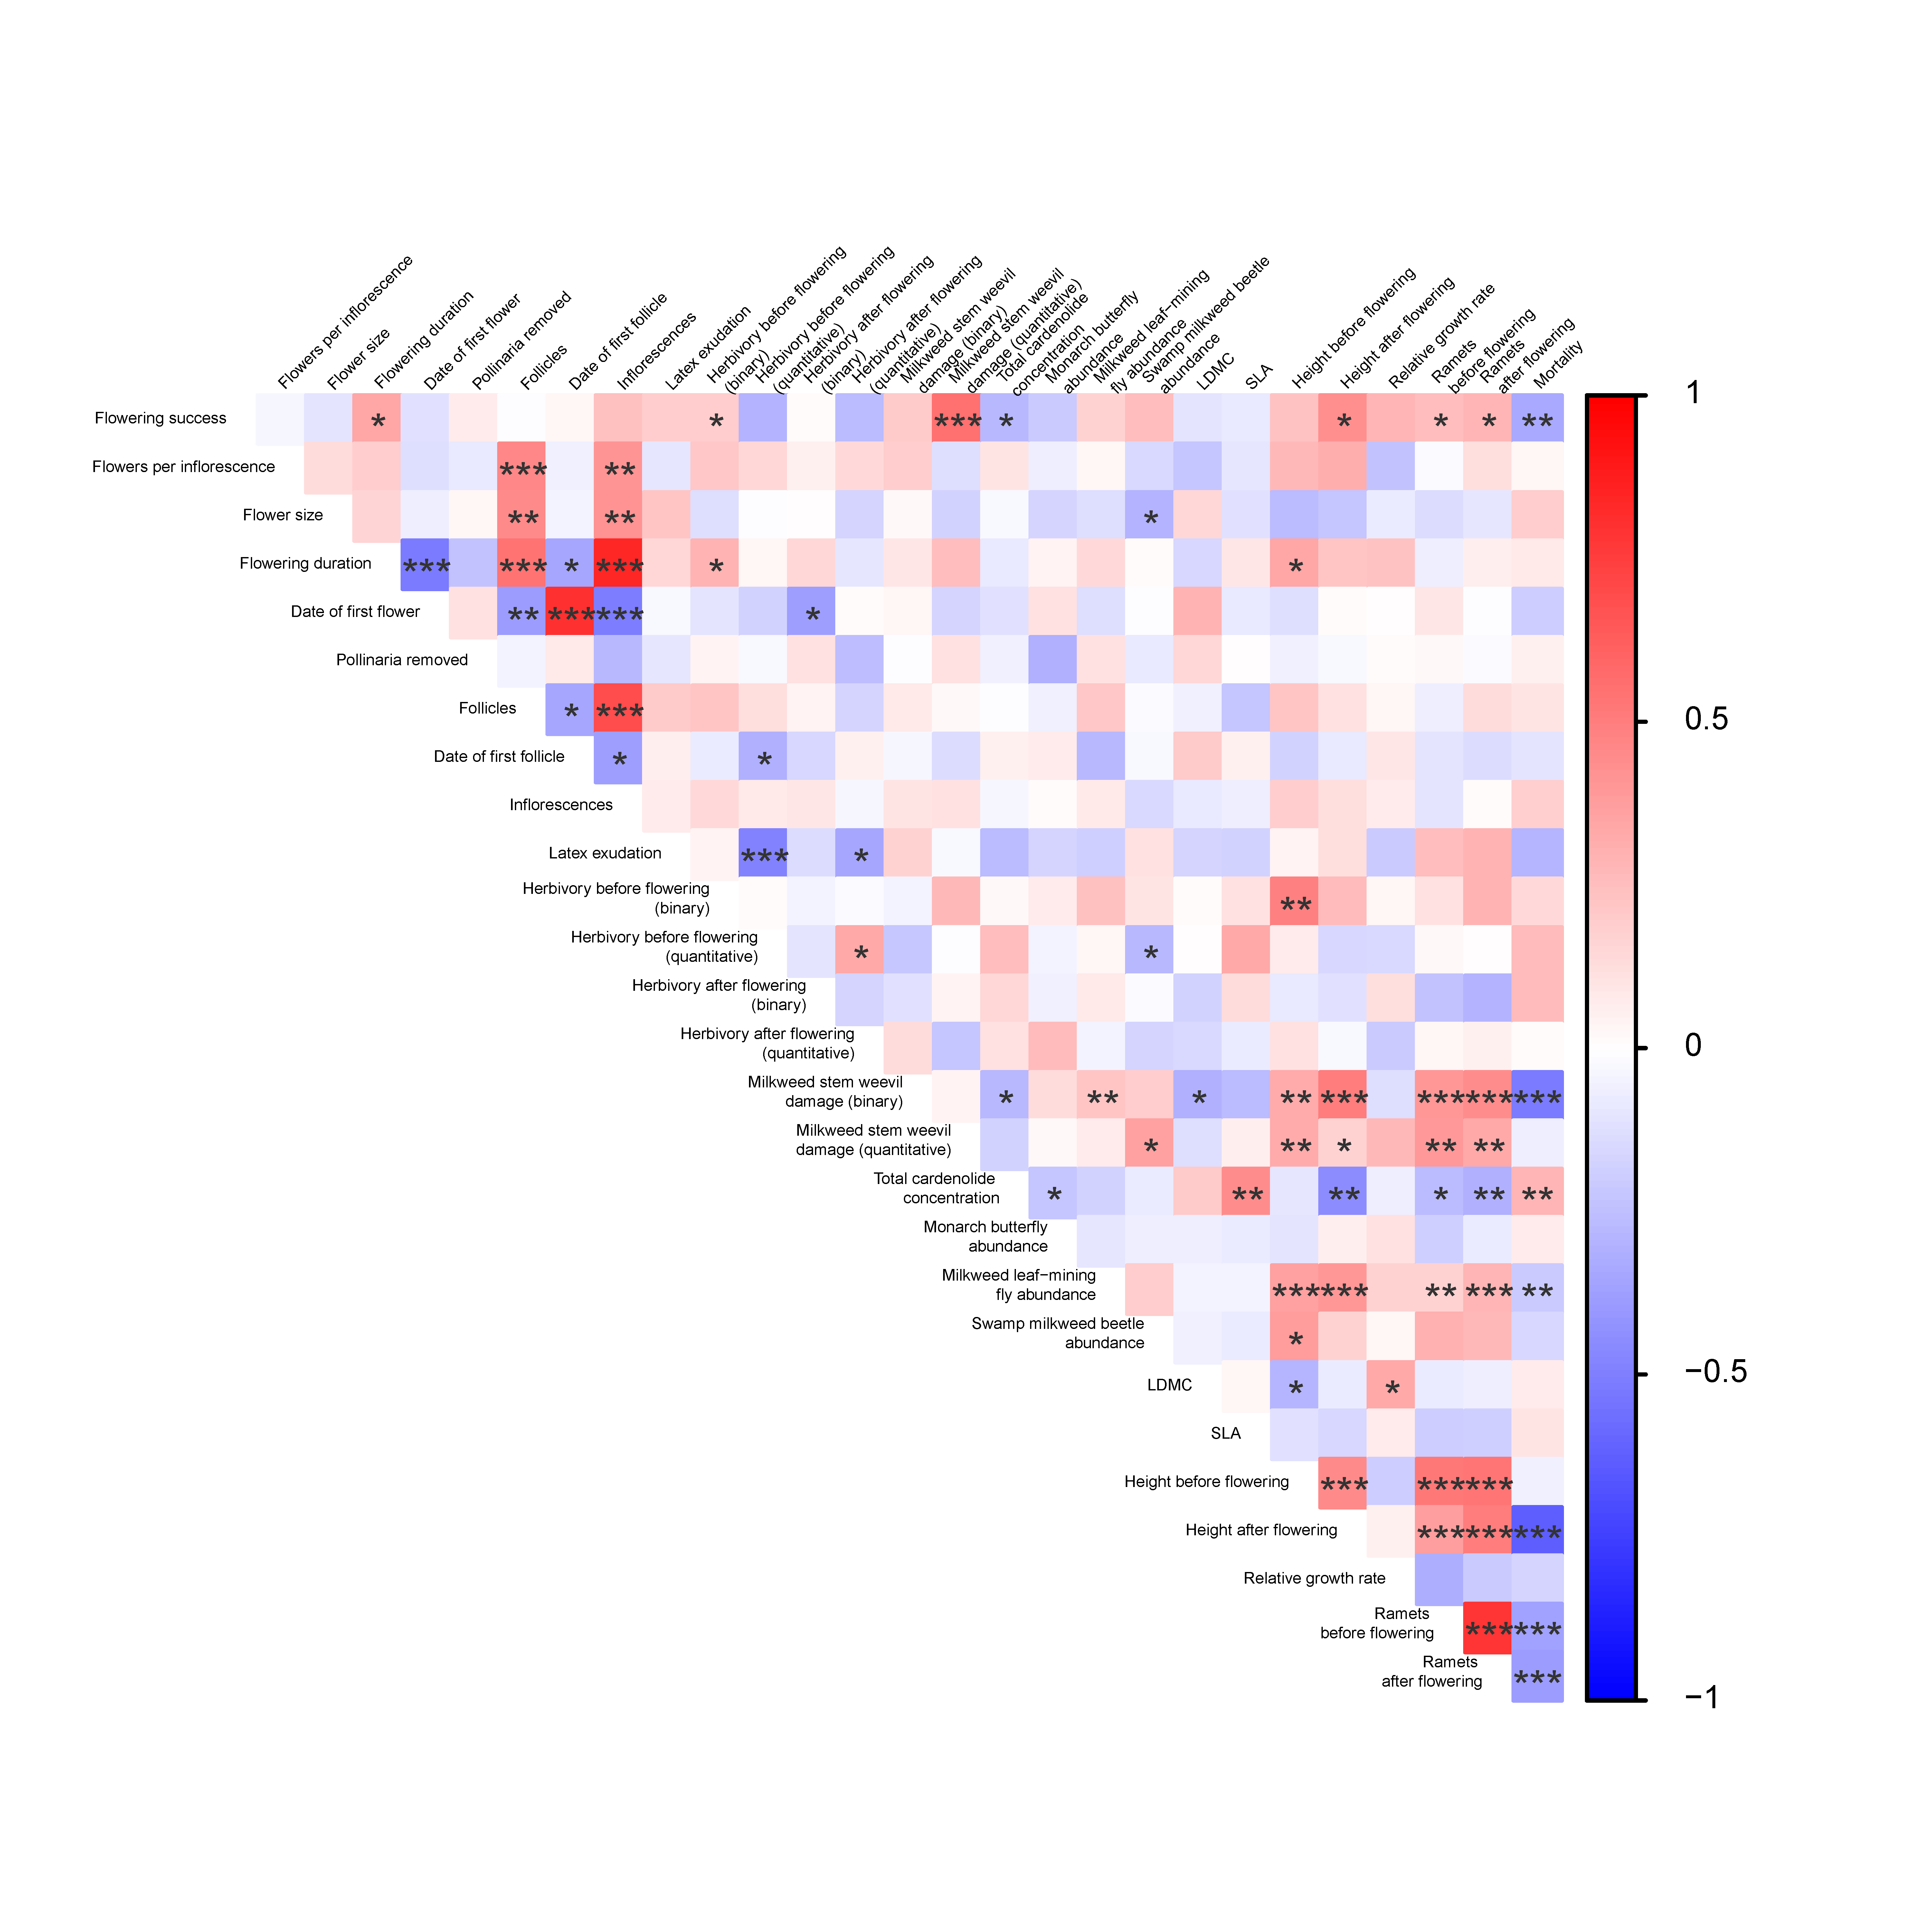 Flowers per inflorescence
Flower size
Flowering duration
Date of first flower
Pollinaria removed
Follicles
Date of first follicle
Inflorescences
Latex exudation
Herbivory before flowering
(binary)
Herbivory before flowering
(quantitative)
Herbivory after flowering
(binary)
Herbivory after flowering
(quantitative)
Milkweed stem weevil
damage (binary)
Milkweed stem weevil
damage (quantitative)
Total cardenolide
concentration
Monarch butterfly
abundance
Milkweed leaf−mining
fly abundance
Swamp milkweed beetle
abundance
LDMC
SLA
Height before flowering
Height after flowering
Relative growth rate
Ramets
before flowering
Ramets
after flowering
Mortality
Flowering success * * *** * * * * **
Flowers per inflorescence *** **
Flower size ** ** *
Flowering duration *** *** * *** * *
Date of first flower ** *** *** *
Pollinaria removed
Follicles * ***
Date of first follicle * *
Inflorescences
Latex exudation *** *
Herbivory before flowering
(binary) **
Herbivory before flowering
(quantitative) * *
Herbivory after flowering
(binary)
Herbivory after flowering
(quantitative)
Milkweed stem weevil
damage (binary) * ** * ** *** *** *** ***
Milkweed stem weevil
damage (quantitative) * ** * ** **
Total cardenolide
concentration * ** ** * ** **
Monarch butterfly
abundance
Milkweed leaf−mining
fly abundance *** *** ** *** **
Swamp milkweed beetle
abundance *
LDMC * *
SLA
Height before flowering *** *** ***
Height after flowering *** *** ***
Relative growth rate
Ramets
before flowering *** ***
Ramets
after flowering ***
1
0.5
0
−0.5
−1